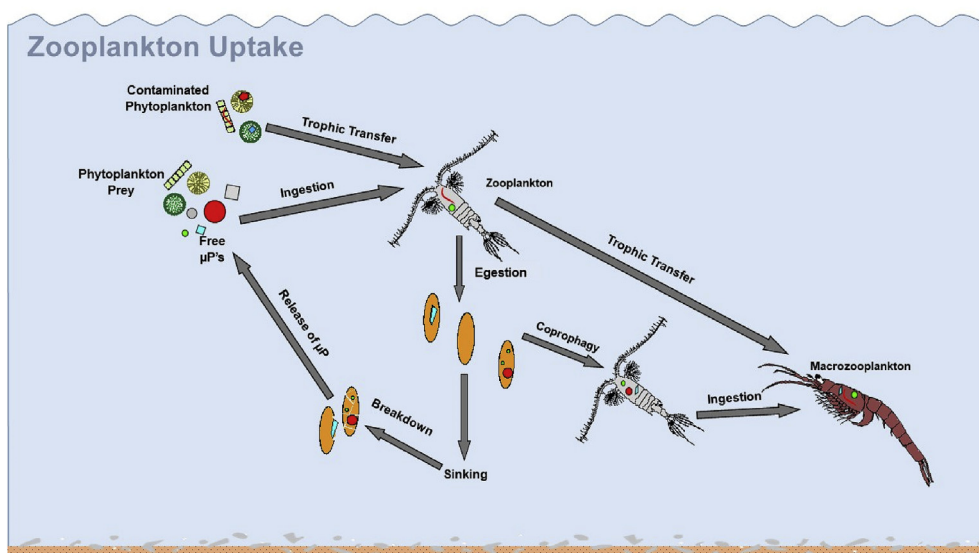 Zooplankton Uptake
Contaminated
Phytoplankton
Trophic Transfer
Phytoplankton
Prey
Ingestion
Zooplankton
Free
µP's
Trophic Transfer
Egestion
Release of µP
Coprophagy
Macrozooplankton
Ingestion
Breakdown
Sinking